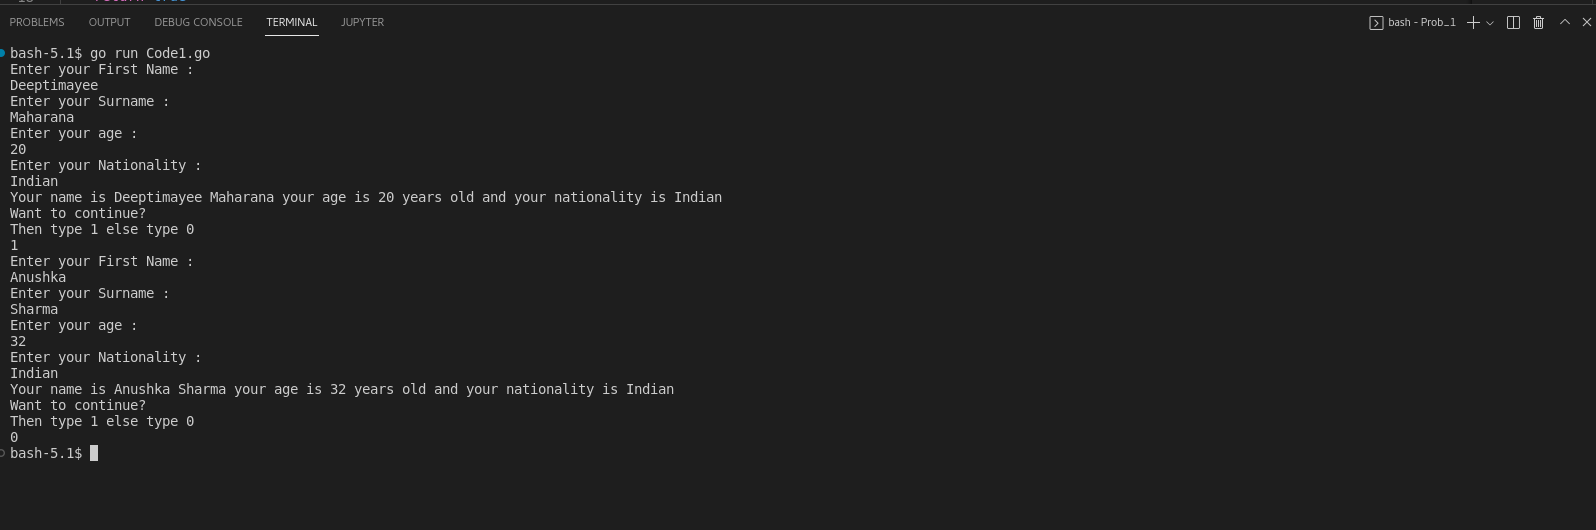 PROBLEMS OUTPUT DEBUG CONSOLE TERMINAL JUPYTER bash - Prob_1
bash-5.1$ go run Code1.go
Enter your First Name :
Deeptimayee
Enter your Surname :
Maharana
Enter your age :
20
Enter your Nationality :
Indian
Your name is Deeptimayee Maharana your age is 20 years old and your nationality is Indian
Want to continue?
Then type 1 else type 0
1
Enter your First Name :
Anushka
Enter your Surname :
Sharma
Enter your age :
32
Enter your Nationality :
Indian
Your name is Anushka Sharma your age is 32 years old and your nationality is Indian
Want to continue?
Then type 1 else type 0
0
bash-5.1$